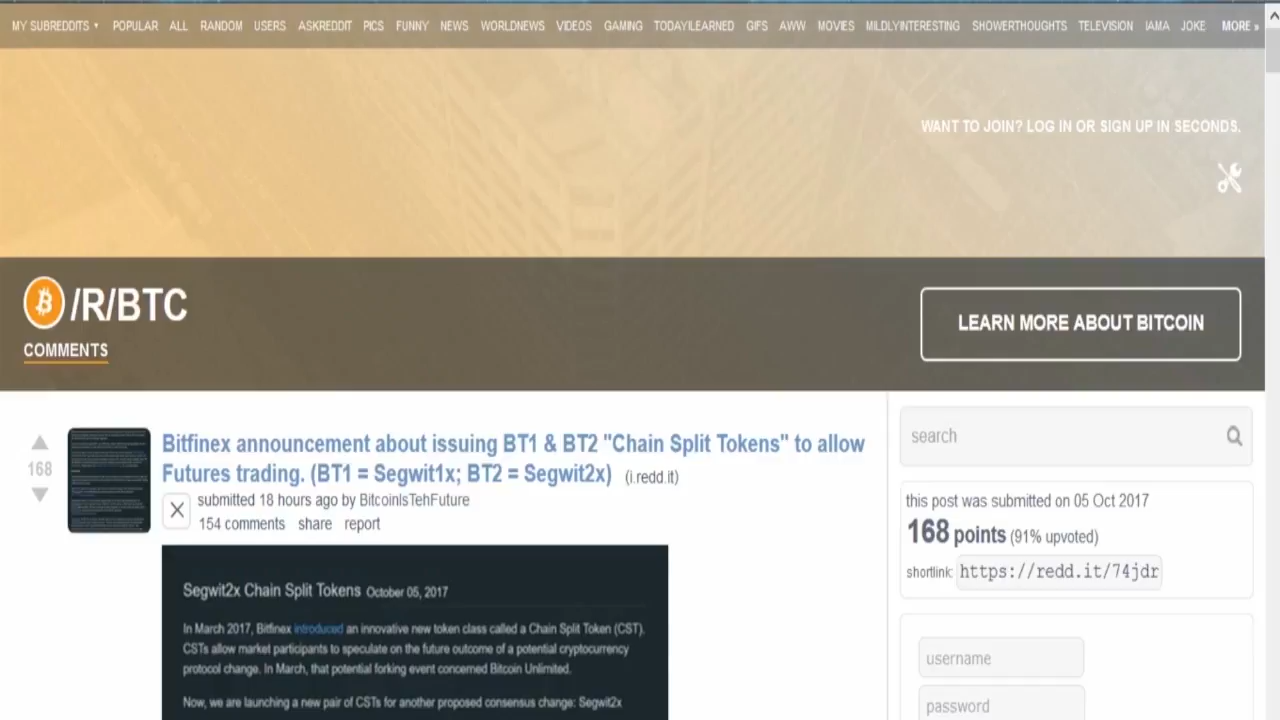 MY SUBREDDITS POPULAR ALL RANDOM USERS ASKREDDIT PICS FUNNY NEWS WORLDNEWS VIDEOS GAMING TODAYILEARNED GIFS AWW MOVIES MILDLYINTERESTING SHOWERTHOUGHTS TELEVISION IAMA JOKE MORE »
WANT TO JOIN? LOG IN OR SIGN UP IN SECONDS.
/R/BTC
COMMENTS
LEARN MORE ABOUT BITCOIN
168
Bitfinex announcement about issuing BT1 & BT2 "Chain Split Tokens" to allow
Futures trading. (BT1 = Segwit1x; BT2 = Segwit2x) (i.redd.it)
submitted 18 hours ago by BitcoinIsTehFuture
154 comments share report
Segwit2x Chain Split Tokens October 05, 2017
In March 2017, Bitfinex introduced an innovative new token class called a Chain Split Token (CST).
CSTs allow market participants to speculate on the future outcome of a potential cryptocurrency
protocol change. In March, that potential forking event concerned Bitcoin Unlimited.
Now, we are launching a new pair of CSTs for another proposed consensus change: Segwit2x
search
this post was submitted on 05 Oct 2017
168 points (91% upvoted)
shortlink: https://redd.it/74jdr
username
password